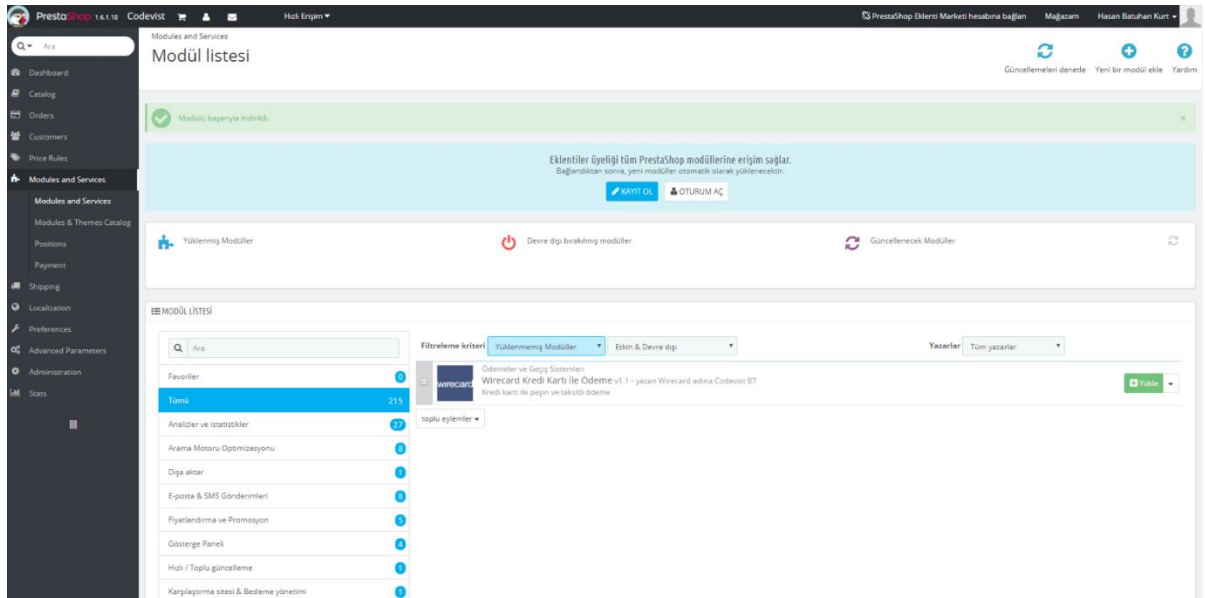 PrestaShop 1.6.1.18 Codevist Hızlı Erişim PrestaShop Eklenti Marketi hesabına bağlan Mağazam Hasan Batuhan Kurt
Ara
Dashboard
Catalog
Orders
Customers
Price Rules
Modules and Services
Modules and Services
Modules & Themes Catalog
Positions
Payment
Shipping
Localization
Preferences
Advanced Parameters
Administration
Stats
Modules and Services
Modül listesi
Güncellemeleri denetle Yeni bir modül ekle Yardım
Modülü başarıyla indirildi.
Eklentiler üyeliği tüm PrestaShop modüllerine erişim sağlar.
Bağlandıktan sonra, yeni modüller otomatik olarak yüklenecektir.
KAYIT OL OTURUM AÇ
Yüklenmiş Modüller Devre dışı bırakılmış modüller Güncellenecek Modüller
MODÜL LİSTESİ
Ara
Favoriler 0
Tümü 215
Analizler ve istatistikler 27
Arama Motoru Optimizasyonu 8
Dışa aktar 1
E-posta & SMS Gönderimleri 8
Fiyatlandırma ve Promosyon 5
Gösterge Paneli 4
Hızlı / Toplu güncelleme 1
Karşılaştırma sitesi & Besleme yönetimi 1
Filtreleme kriteri Yüklenmemiş Modüller Etkin & Devre dışı Yazarlar Tüm yazarlar
wirecard
Ödemeler ve Geçiş Sistemleri
Wirecard Kredi Kartı İle Ödeme v1.1 - yazan Wirecard adına Codevist BT
Kredi kartı ile peşin ve taksitli ödeme
Yükle
toplu eylemler